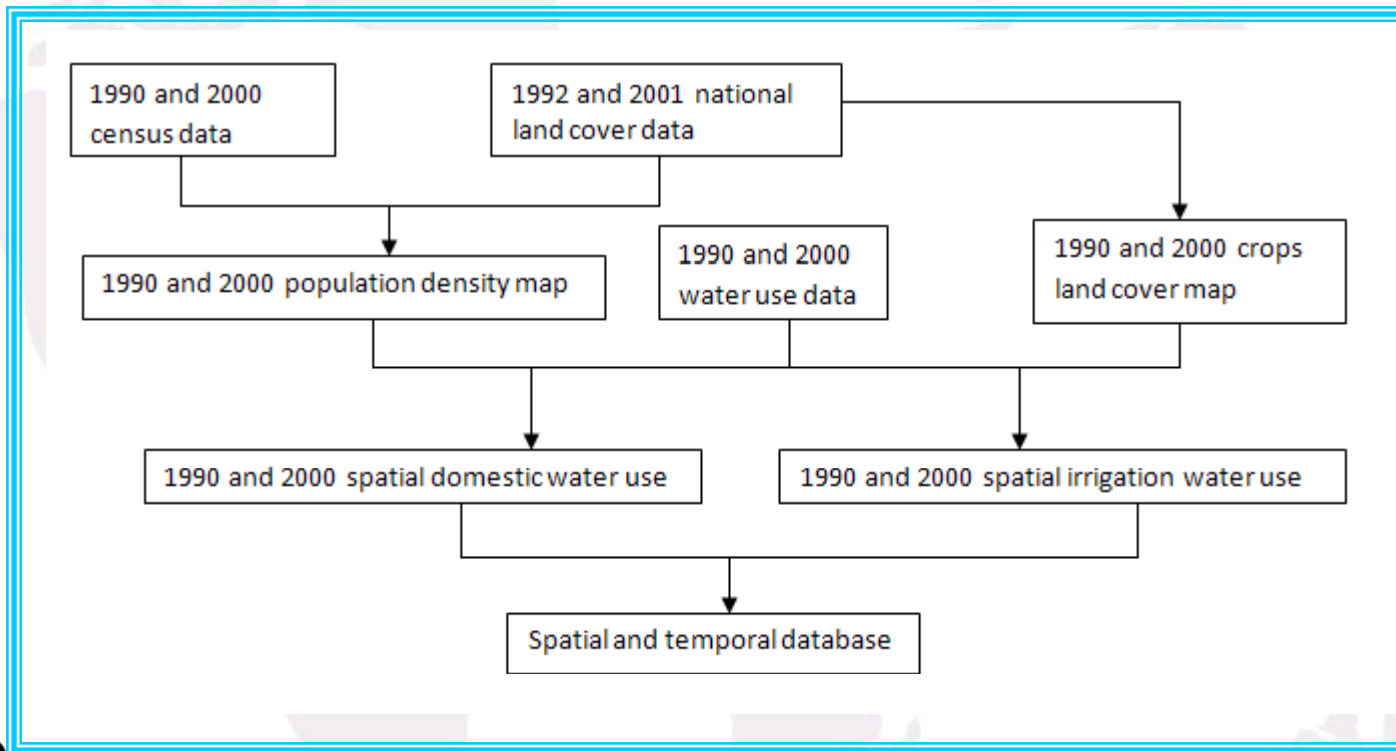 1990 and 2000
census data
1992 and 2001 national
land cover data
1990 and 2000 population density map
1990 and 2000
water use data
1990 and 2000 crops
land cover map
1990 and 2000 spatial domestic water use
1990 and 2000 spatial irrigation water use
Spatial and temporal database